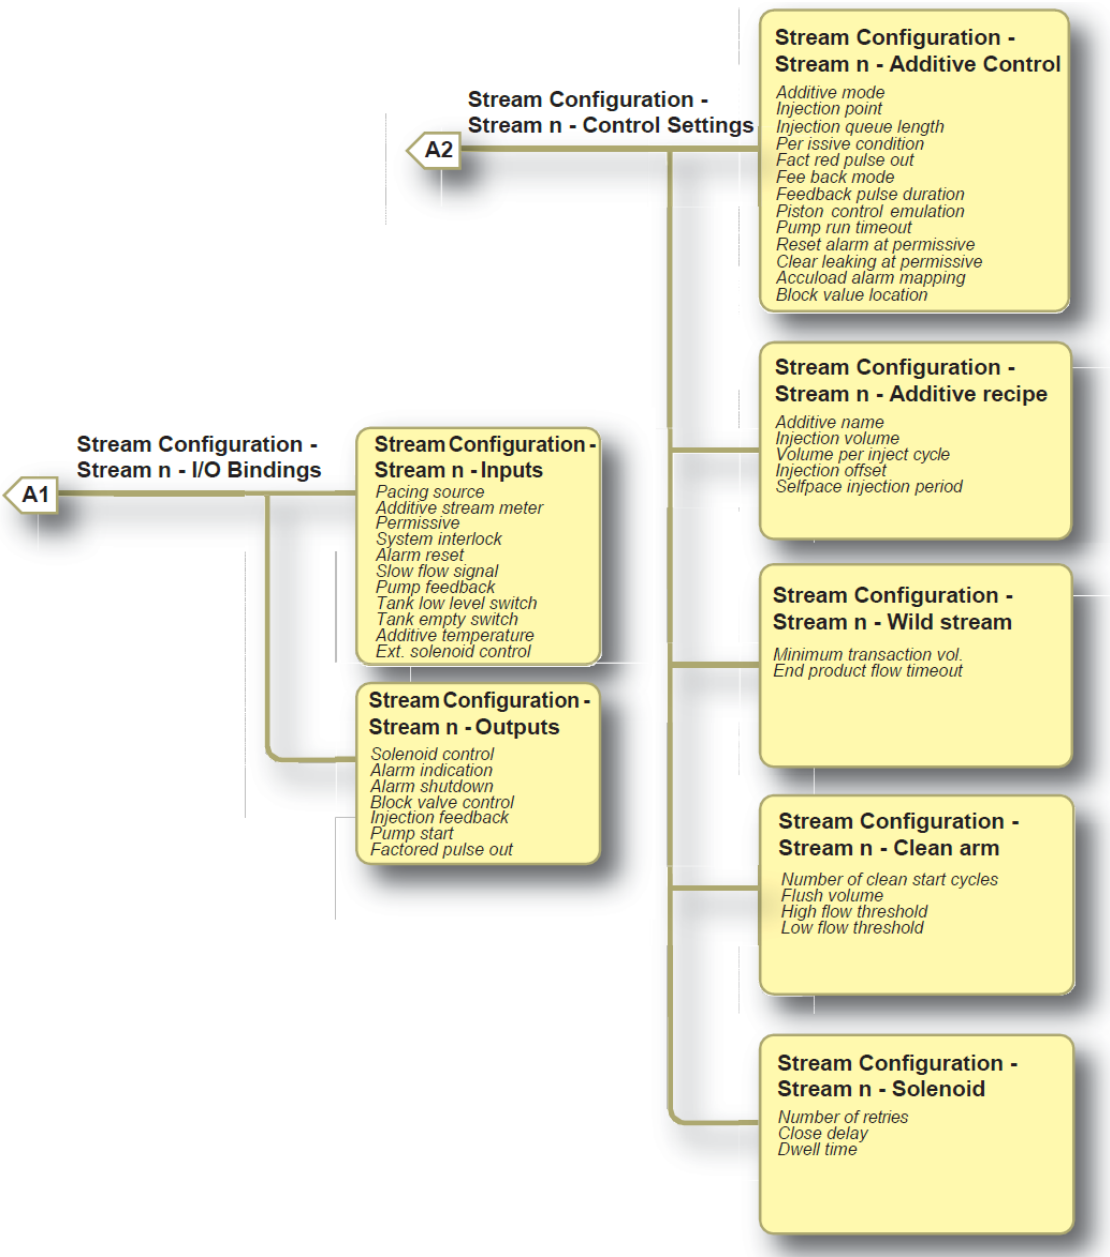 Stream Configuration -
Stream n - Control Settings
A2
Stream Configuration -
Stream n - Additive Control
Additive mode
Injection point
Injection queue length
Per issive condition
Fact red pulse out
Fee back mode
Feedback pulse duration
Piston control emulation
Pump run timeout
Reset alarm at permissive
Clear leaking at permissive
Accuload alarm mapping
Block value location
Stream Configuration -
Stream n - Additive recipe
Additive name
Injection volume
Volume per inject cycle
Injection offset
Selfpace injection period
Stream Configuration -
Stream n - Wild stream
Minimum transaction vol.
End product flow timeout
Stream Configuration -
Stream n - Clean arm
Number of clean start cycles
Flush volume
High flow threshold
Low flow threshold
Stream Configuration -
Stream n - Solenoid
Number of retries
Close delay
Dwell time
Stream Configuration -
Stream n - I/O Bindings
A1
Stream Configuration -
Stream n - Inputs
Pacing source
Additive stream meter
Permissive
System interlock
Alarm reset
Slow flow signal
Pump feedback
Tank low level switch
Tank empty switch
Additive temperature
Ext. solenoid control
Stream Configuration -
Stream n - Outputs
Solenoid control
Alarm indication
Alarm shutdown
Block valve control
Injection feedback
Pump start
Factored pulse out